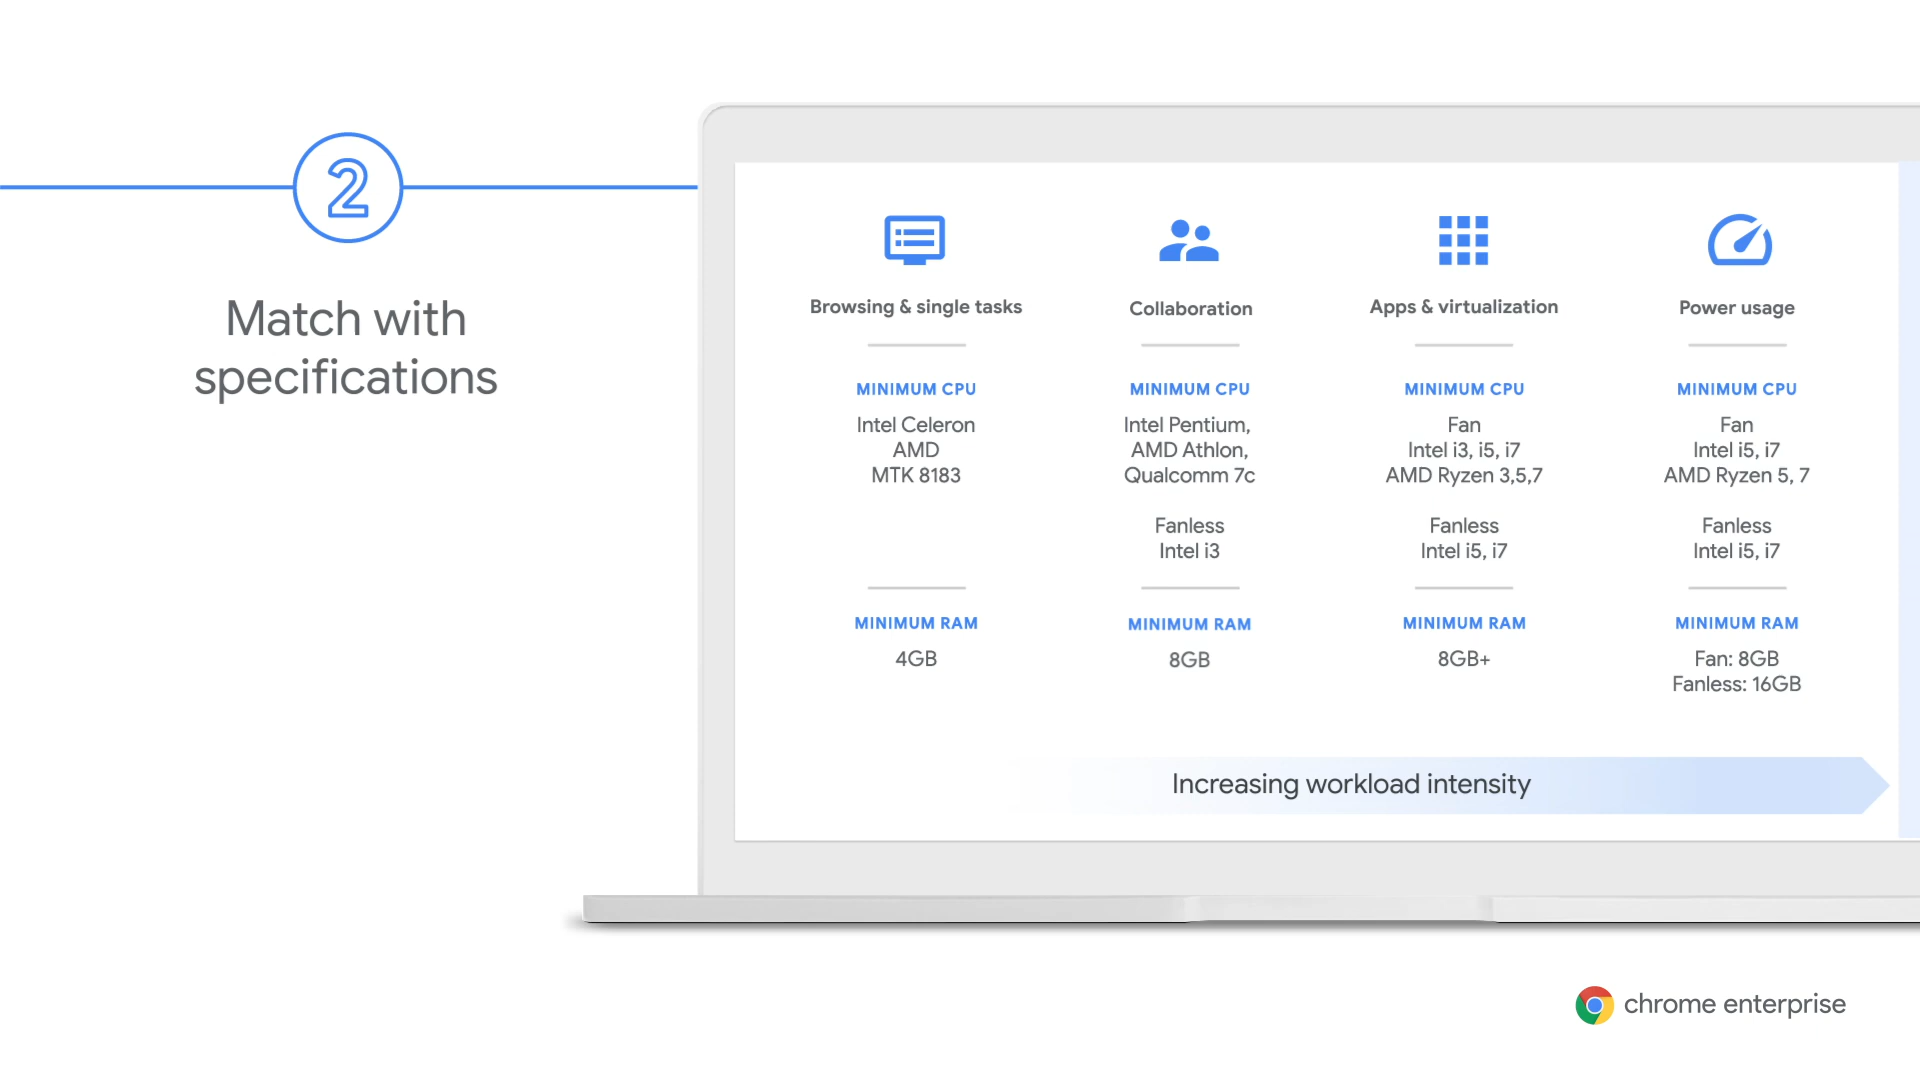 2
Match with
specifications
Browsing & single tasks
MINIMUM CPU
Intel Celeron
AMD
MTK 8183
MINIMUM RAM
4GB
Collaboration
MINIMUM CPU
Intel Pentium,
AMD Athlon,
Qualcomm 7c
Fanless
Intel i3
MINIMUM RAM
8GB
Apps & virtualization
MINIMUM CPU
Fan
Intel i3, i5, i7
AMD Ryzen 3,5,7
Fanless
Intel i5, i7
MINIMUM RAM
8GB+
Power usage
MINIMUM CPU
Fan
Intel i5, i7
AMD Ryzen 5, 7
Fanless
Intel i5, i7
MINIMUM RAM
Fan: 8GB
Fanless: 16GB
Increasing workload intensity
chrome enterprise